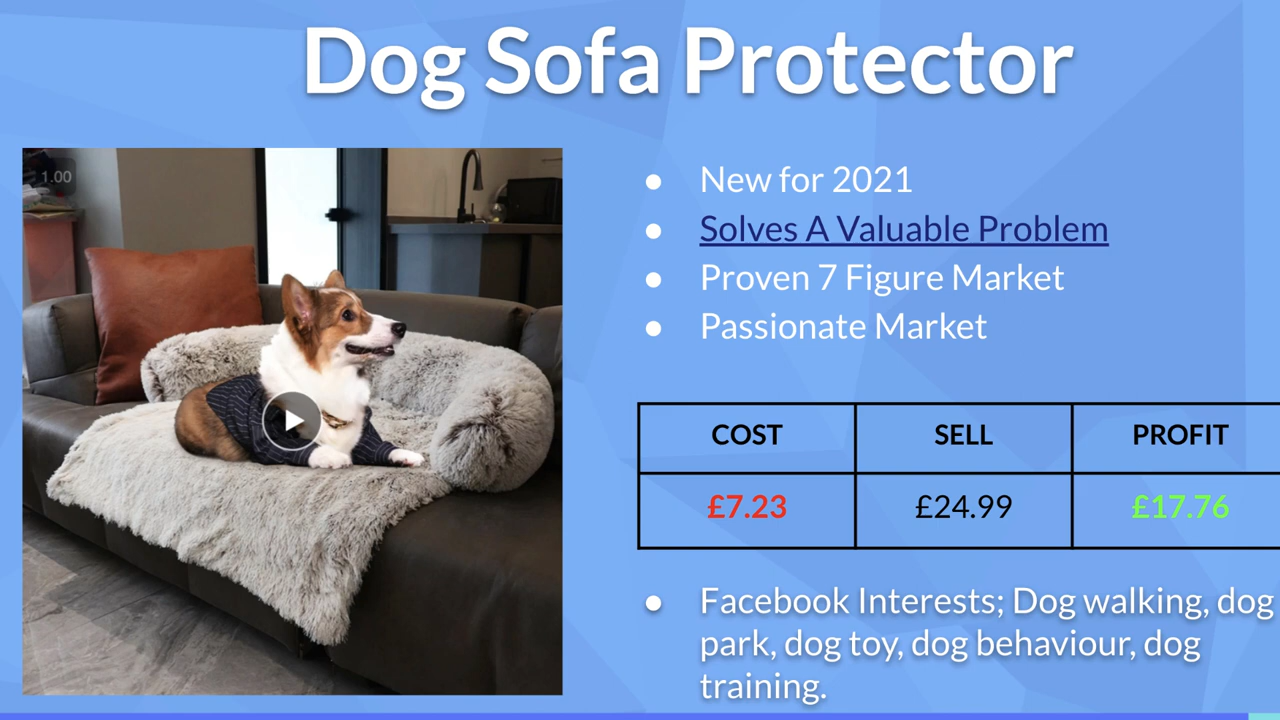 Dog Sofa Protector
1.00
● New for 2021
● Solves A Valuable Problem
● Proven 7 Figure Market
● Passionate Market
COST SELL PROFIT
£7.23 £24.99 £17.76
● Facebook Interests; Dog walking, dog
park, dog toy, dog behaviour, dog
training.